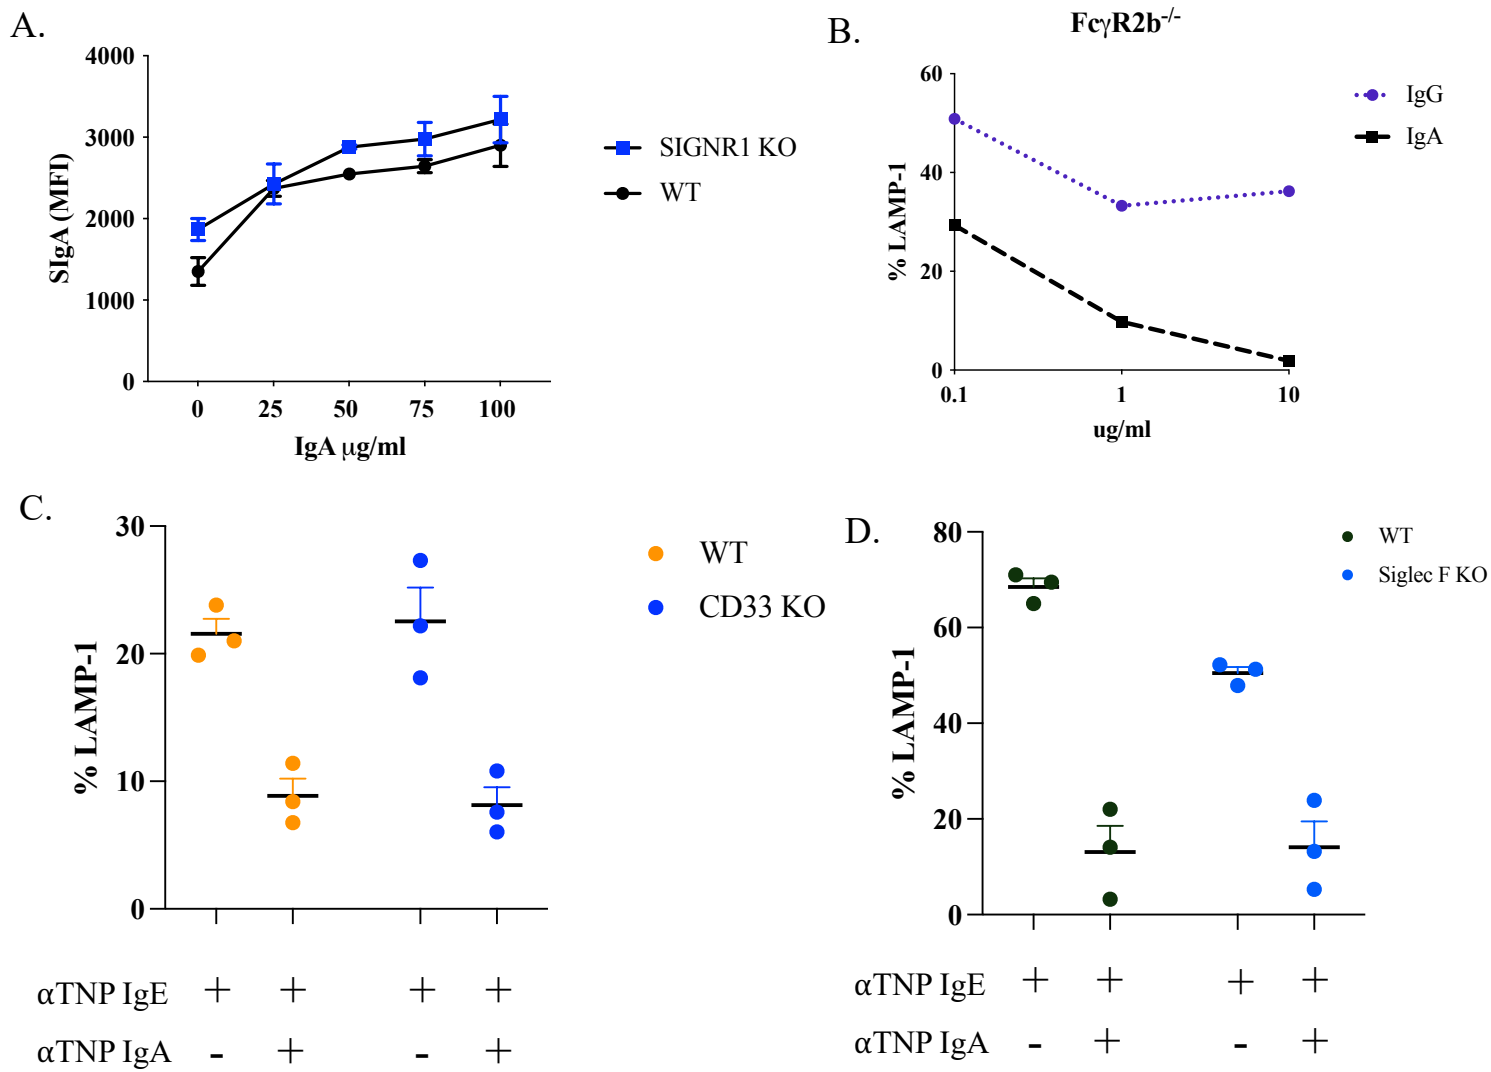 A.
4000
3000
2000
1000
0
SIgA (MFI)
0 25 50 75 100
IgA μg/ml
SIGNR1 KO
WT
B.
FcγR2b-/-
60
40
20
0
% LAMP-1
0.1 1 10
ug/ml
IgG
IgA
C.
30
20
10
0
% LAMP-1
WT
CD33 KO
αTNP IgE + + + +
αTNP IgA - + - +
D.
80
60
40
20
0
% LAMP-1
WT
Siglec F KO
αTNP IgE + + + +
αTNP IgA - + - +